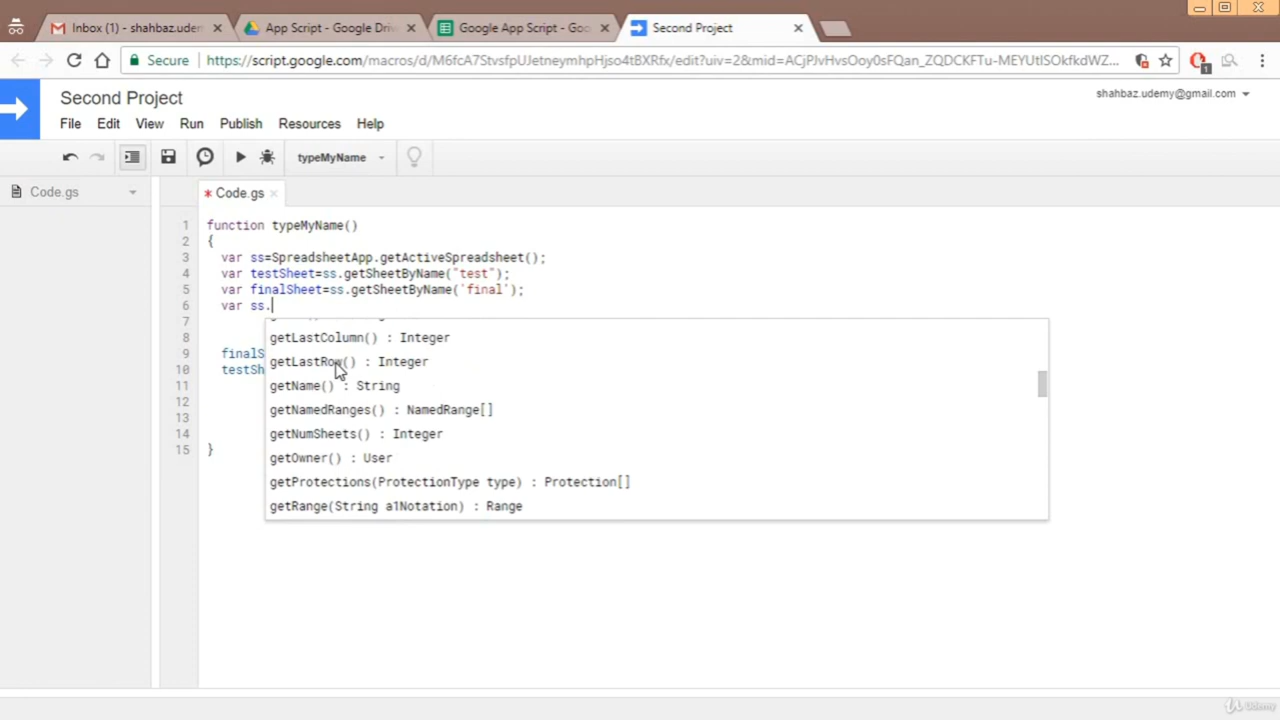 Inbox (1) - shahbaz.uder
App Script - Google Driv
Google App Script - Goo
Second Project
Secure
https://script.google.com/macros/d/M6fcA7StvsfpUJetneymhpHjso4tBXRfx/edit?uiv=2&mid=ACjPJvHvsOoy0sFQan_ZQDCKFTu-MEYUtISOkfkdW7...
1
Second Project
shahbaz.udemy@gmail.com
File Edit View Run Publish Resources Help
typeMyName
Code.gs
* Code.gs
1 function typeMyName()
2 {
3 var ss=SpreadsheetApp.getActiveSpreadsheet();
4 var testSheet=ss.getSheetByName("test");
5 var finalSheet=ss.getSheetByName('final');
6 var ss.
7
8 getLastColumn() : Integer
9 finalS
getLastRow() : Integer
10 testSh
11 getName() : String
12 getNamedRanges() : NamedRange[]
13
14 getNumSheets() : Integer
15 }
getOwner() : User
getProtections(ProtectionType type) : Protection[]
getRange(String a1Notation) : Range
Udemy